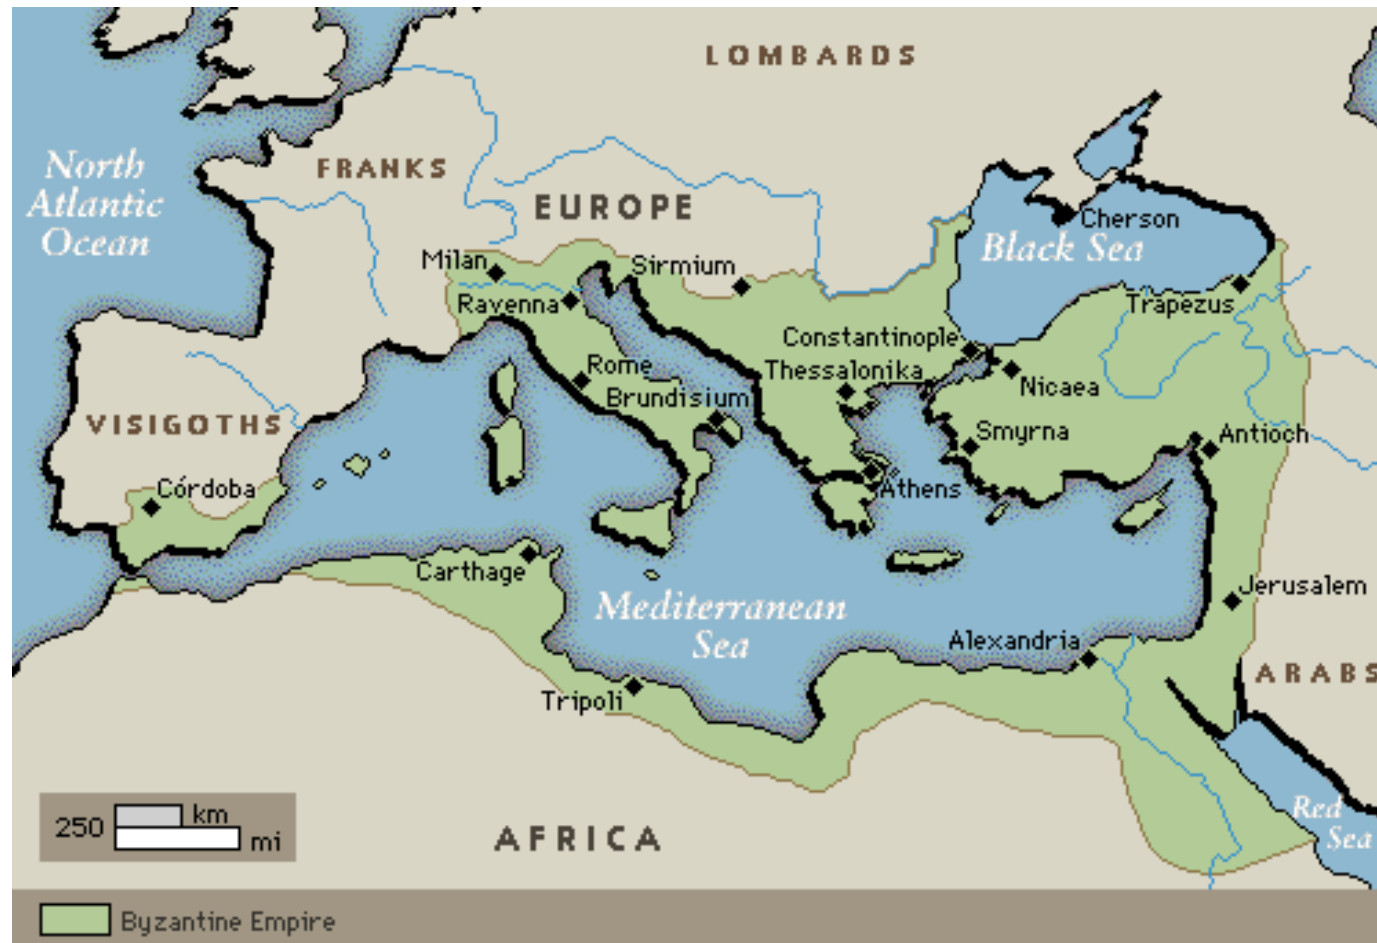 LOMBARDS
North
Atlantic
Ocean
FRANKS
EUROPE
Cherson
Black Sea
Milan
Sirmium
Ravenna
Trapezus
Constantinople
Thessalonika
Rome
Nicaea
Brundisium
VISIGOTHS
Smyrna
Antioch
Córdoba
Athens
Carthage
Jerusalem
Mediterranean
Sea
Alexandria
ARABS
Tripoli
Red
Sea
250 km
mi
AFRICA
Byzantine Empire